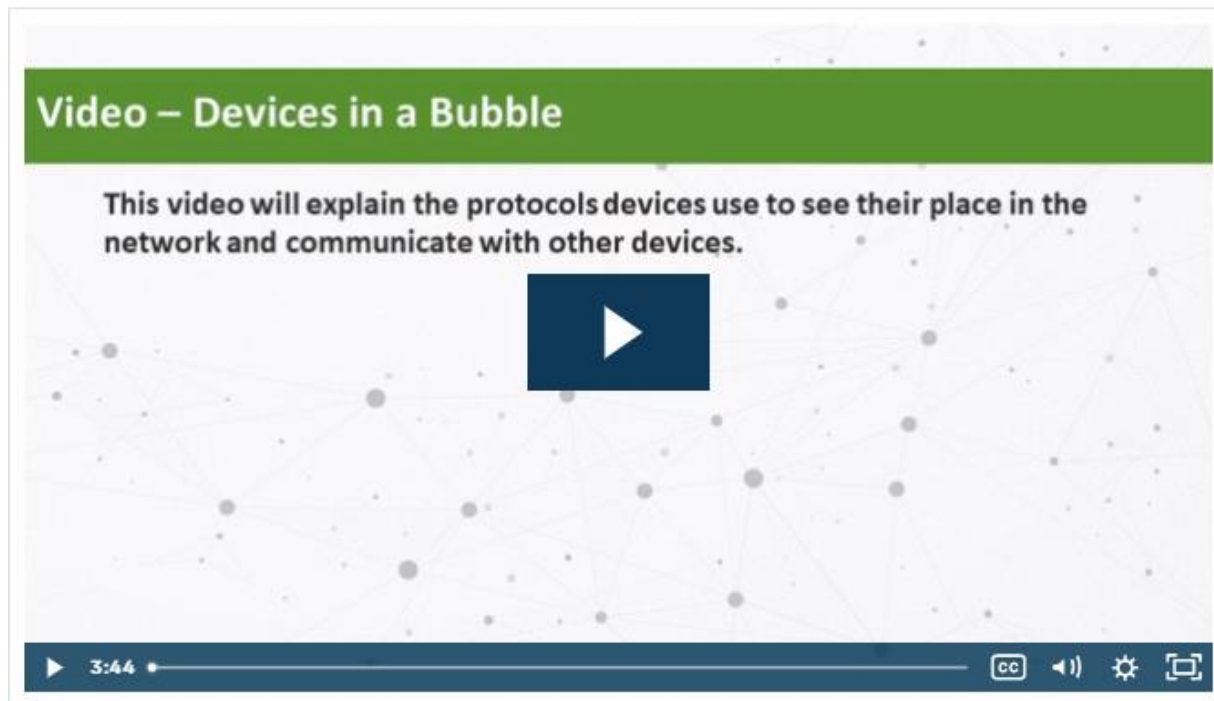 Video – Devices in a Bubble
This video will explain the protocols devices use to see their place in the
network and communicate with other devices.
3:44
CC